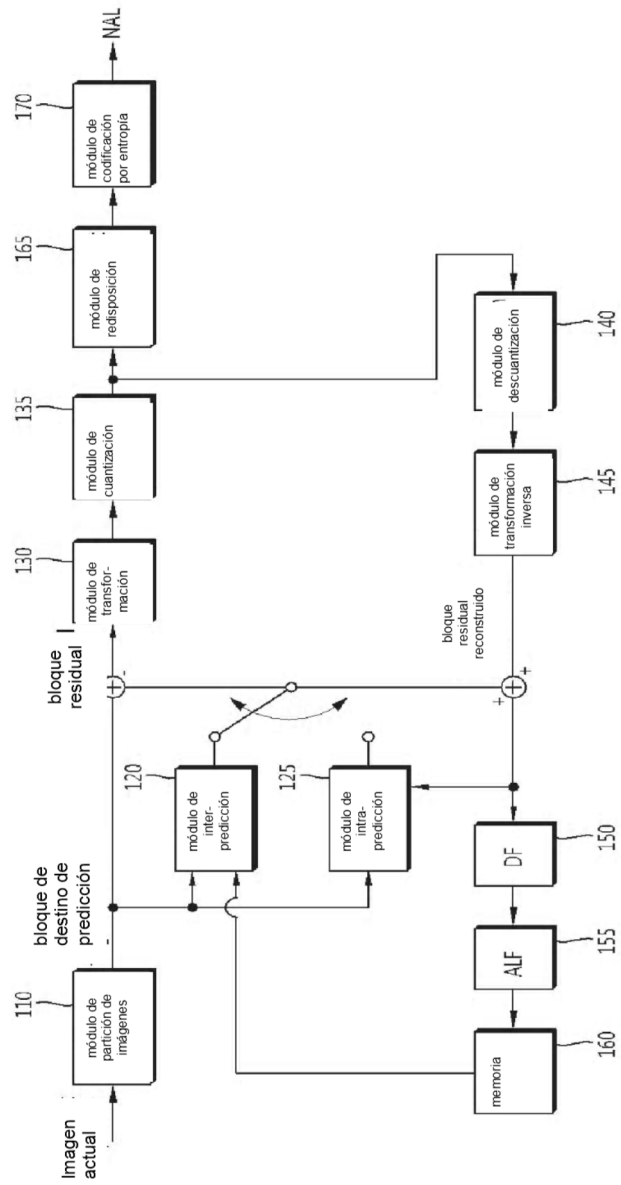 Imagen
actual
módulo de
partición de
imágenes
110
bloque de
destino de
predicción
bloque
residual
-
módulo de
transfor-
mación
130
módulo de
cuantización
135
módulo de
redisposición
165
módulo de
codificación
por entropía
170
NAL
módulo de
inter-
predicción
120
módulo de
intra-
predicción
125
módulo de
descuantización
140
módulo de
transformación
inversa
145
bloque
residual
reconstruido
+
+
DF
150
ALF
155
memoria
160